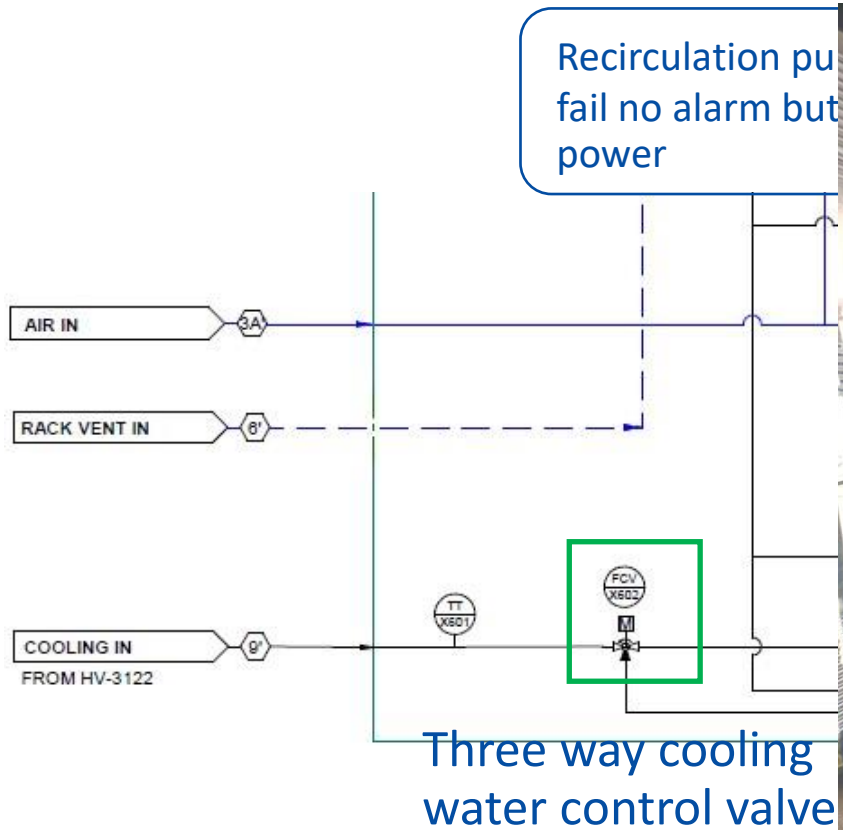 Recirculation pu
fail no alarm but
power
AIR IN
3A'
RACK VENT IN
6'
FCV
X602
TT
X601
M
COOLING IN
9'
FROM HV-3122
Three way cooling
water control valve